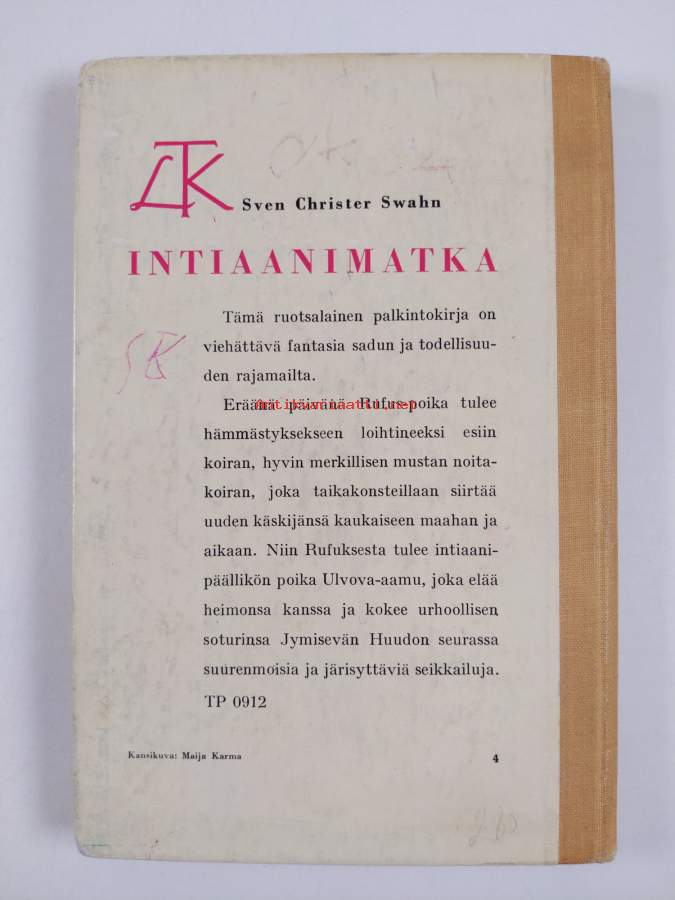 LTK
Sven Christer Swahn
INTIAANIMATKA
Tämä ruotsalainen palkintokirja on
viehättävä fantasia sadun ja todellisuu-
den rajamailta.
Eräänä päivänä Rufus-poika tulee
Antikvariaatti.net
hämmästyksekseen loihtineeksi esiin
koiran, hyvin merkillisen mustan noita-
koiran, joka taikakonsteillaan siirtää
uuden käskijänsä kaukaiseen maahan ja
aikaan. Niin Rufuksesta tulee intiaani-
päällikön poika Ulvova-aamu, joka elää
heimonsa kanssa ja kokee urhoollisen
soturinsa Jymisevän Huudon seurassa
suurenmoisia ja järisyttäviä seikkailuja.
TP 0912
Kansikuva: Maija Karma
4